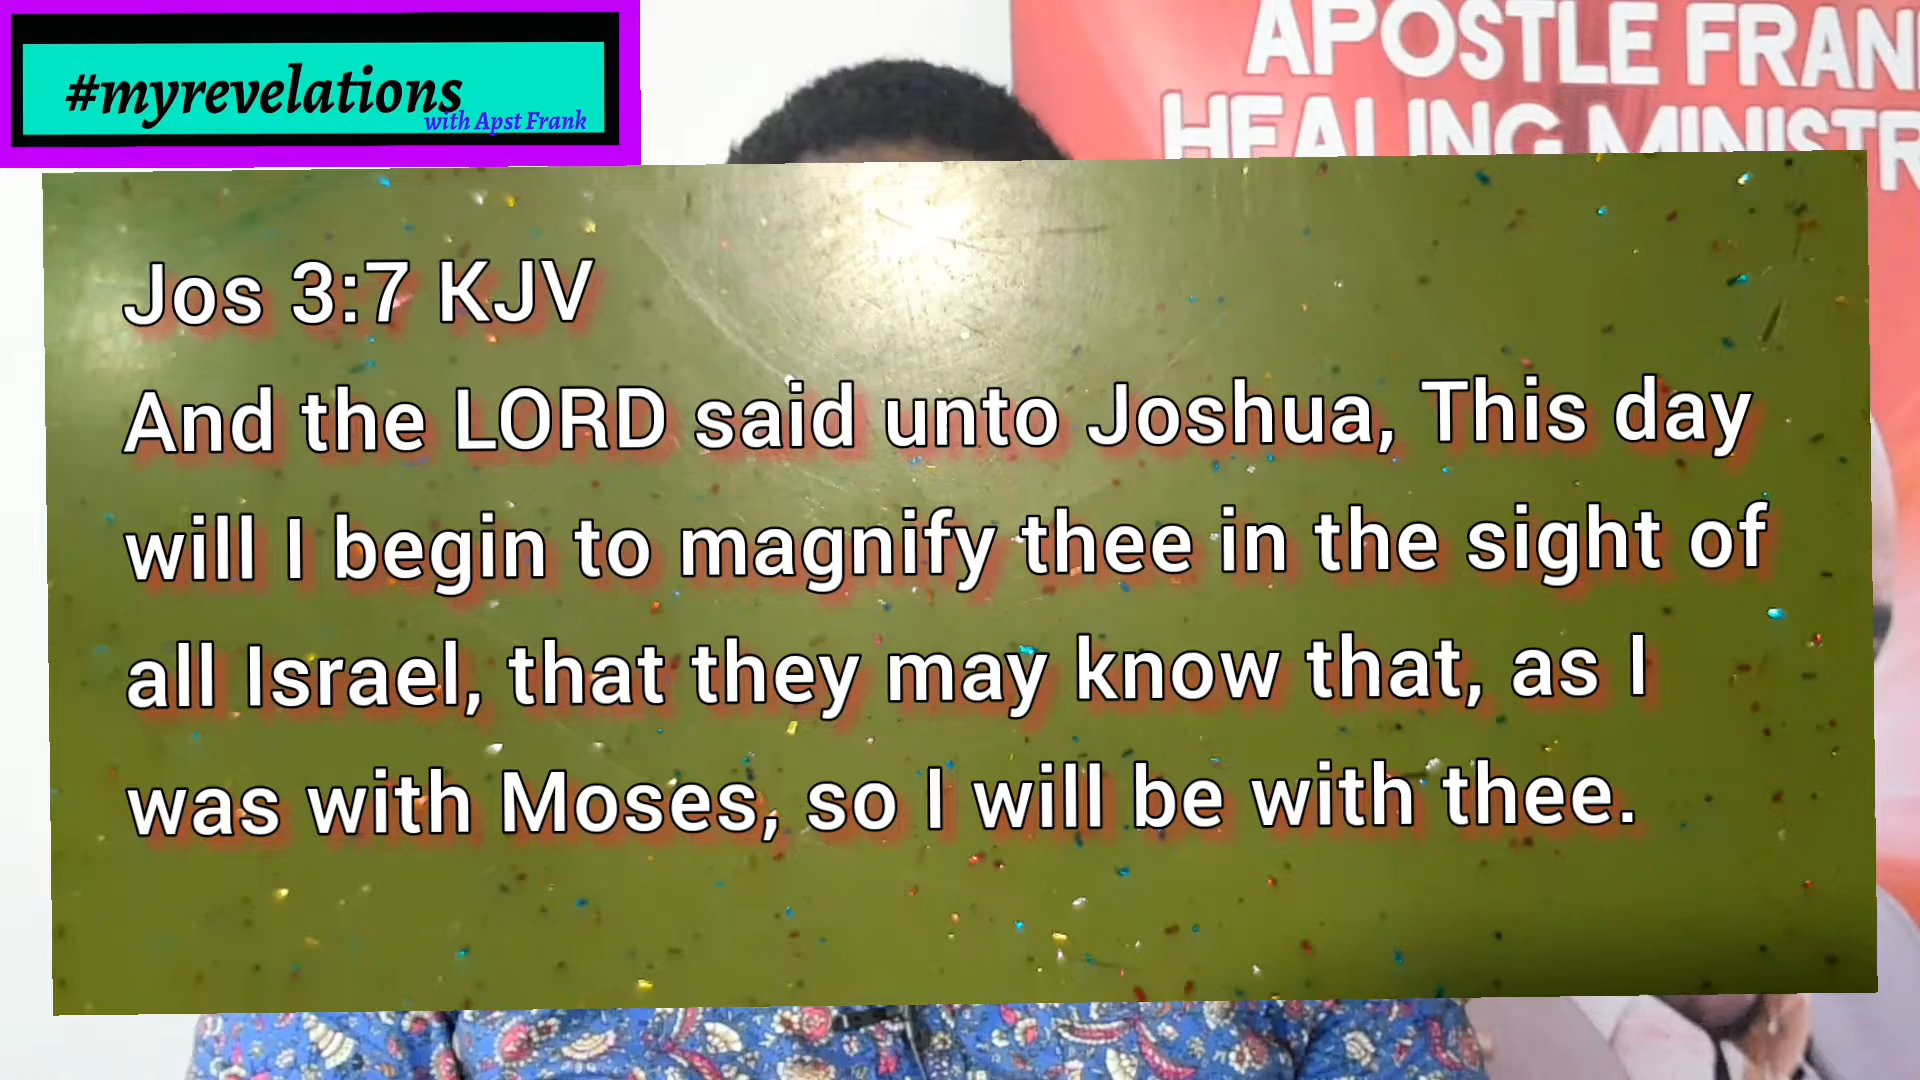 #myrevelations
with Apst Frank
APOSTLE FRAN
HEALING MINISTR
Jos 3:7 KJV
And the LORD said unto Joshua, This day
will I begin to magnify thee in the sight of
all Israel, that they may know that, as I
was with Moses, so I will be with thee.